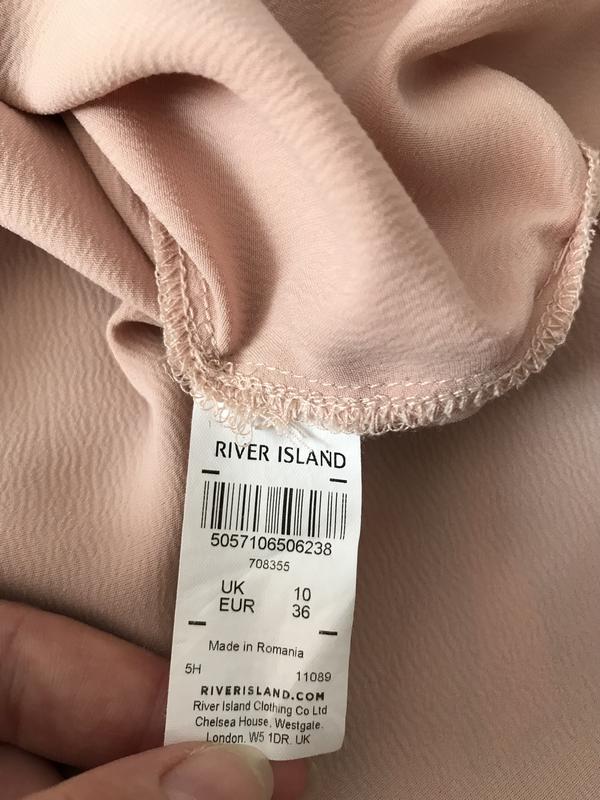 RIVER ISLAND
5057106506238
708355
UK 10
EUR 36
Made in Romania
5H 11089
RIVERISLAND.COM
River Island Clothing Co Ltd
Chelsea House, Westgate,
London, W5 1DR. UK